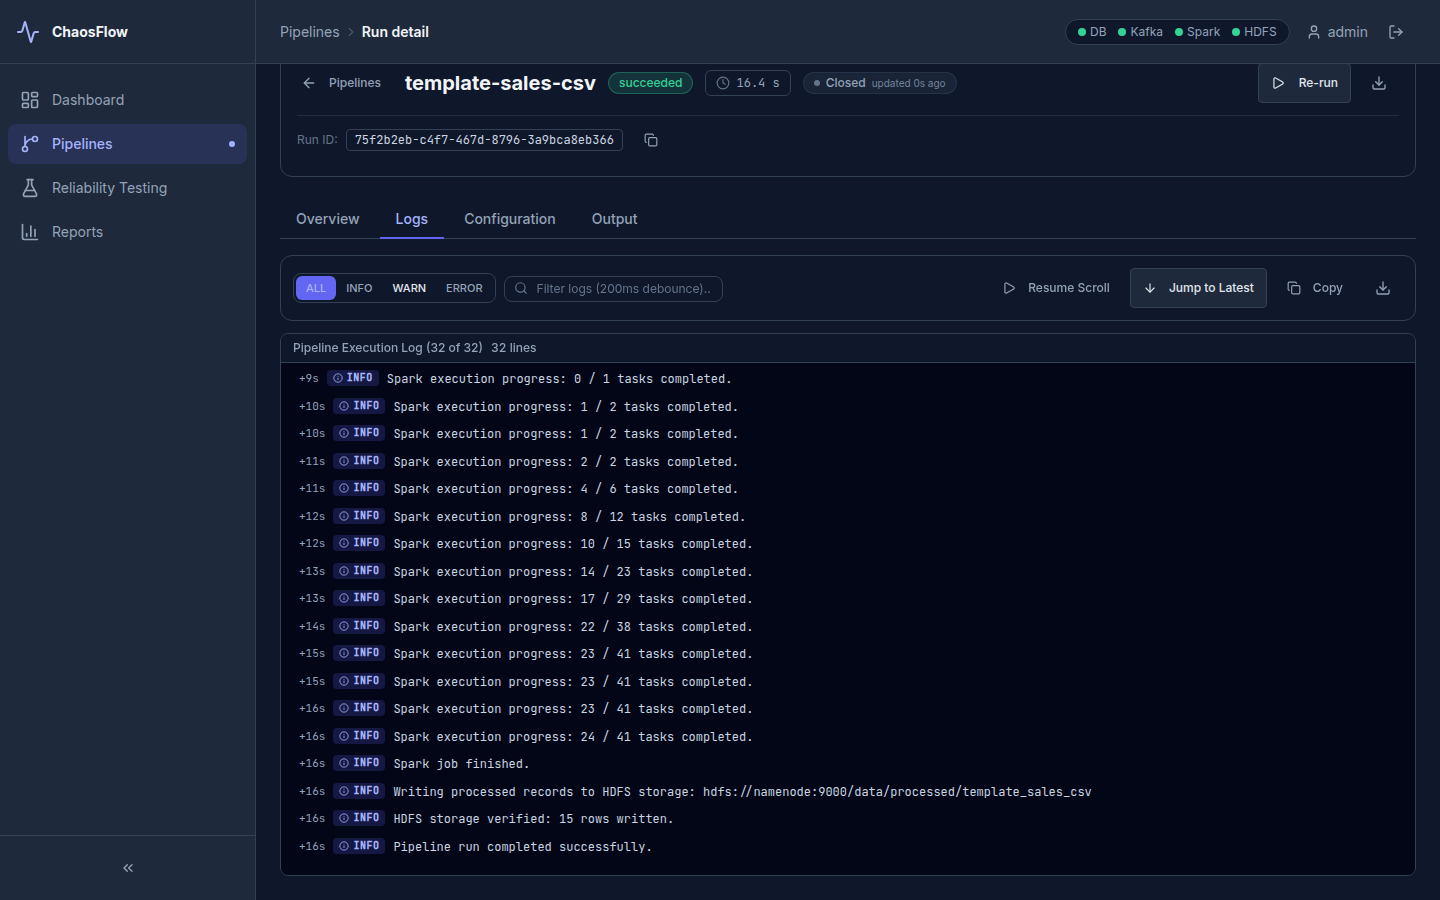 ChaosFlow
Pipelines
Run detail
DB
Kafka
Spark
HDFS
admin
Dashboard
Pipelines
Reliability Testing
Reports
Pipelines
template-sales-csv
succeeded
16.4 s
Closed updated 0s ago
Re-run
Run ID: 75f2b2eb-c4f7-467d-8796-3a9bca8eb366
Overview
Logs
Configuration
Output
ALL
INFO
WARN
ERROR
Filter logs (200ms debounce)..
Resume Scroll
Jump to Latest
Copy
Pipeline Execution Log (32 of 32) 32 lines
+9s INFO Spark execution progress: 0 / 1 tasks completed.
+10s INFO Spark execution progress: 1 / 2 tasks completed.
+10s INFO Spark execution progress: 1 / 2 tasks completed.
+11s INFO Spark execution progress: 2 / 2 tasks completed.
+11s INFO Spark execution progress: 4 / 6 tasks completed.
+12s INFO Spark execution progress: 8 / 12 tasks completed.
+12s INFO Spark execution progress: 10 / 15 tasks completed.
+13s INFO Spark execution progress: 14 / 23 tasks completed.
+13s INFO Spark execution progress: 17 / 29 tasks completed.
+14s INFO Spark execution progress: 22 / 38 tasks completed.
+15s INFO Spark execution progress: 23 / 41 tasks completed.
+15s INFO Spark execution progress: 23 / 41 tasks completed.
+16s INFO Spark execution progress: 23 / 41 tasks completed.
+16s INFO Spark execution progress: 24 / 41 tasks completed.
+16s INFO Spark job finished.
+16s INFO Writing processed records to HDFS storage: hdfs://namenode:9000/data/processed/template_sales_csv
+16s INFO HDFS storage verified: 15 rows written.
+16s INFO Pipeline run completed successfully.